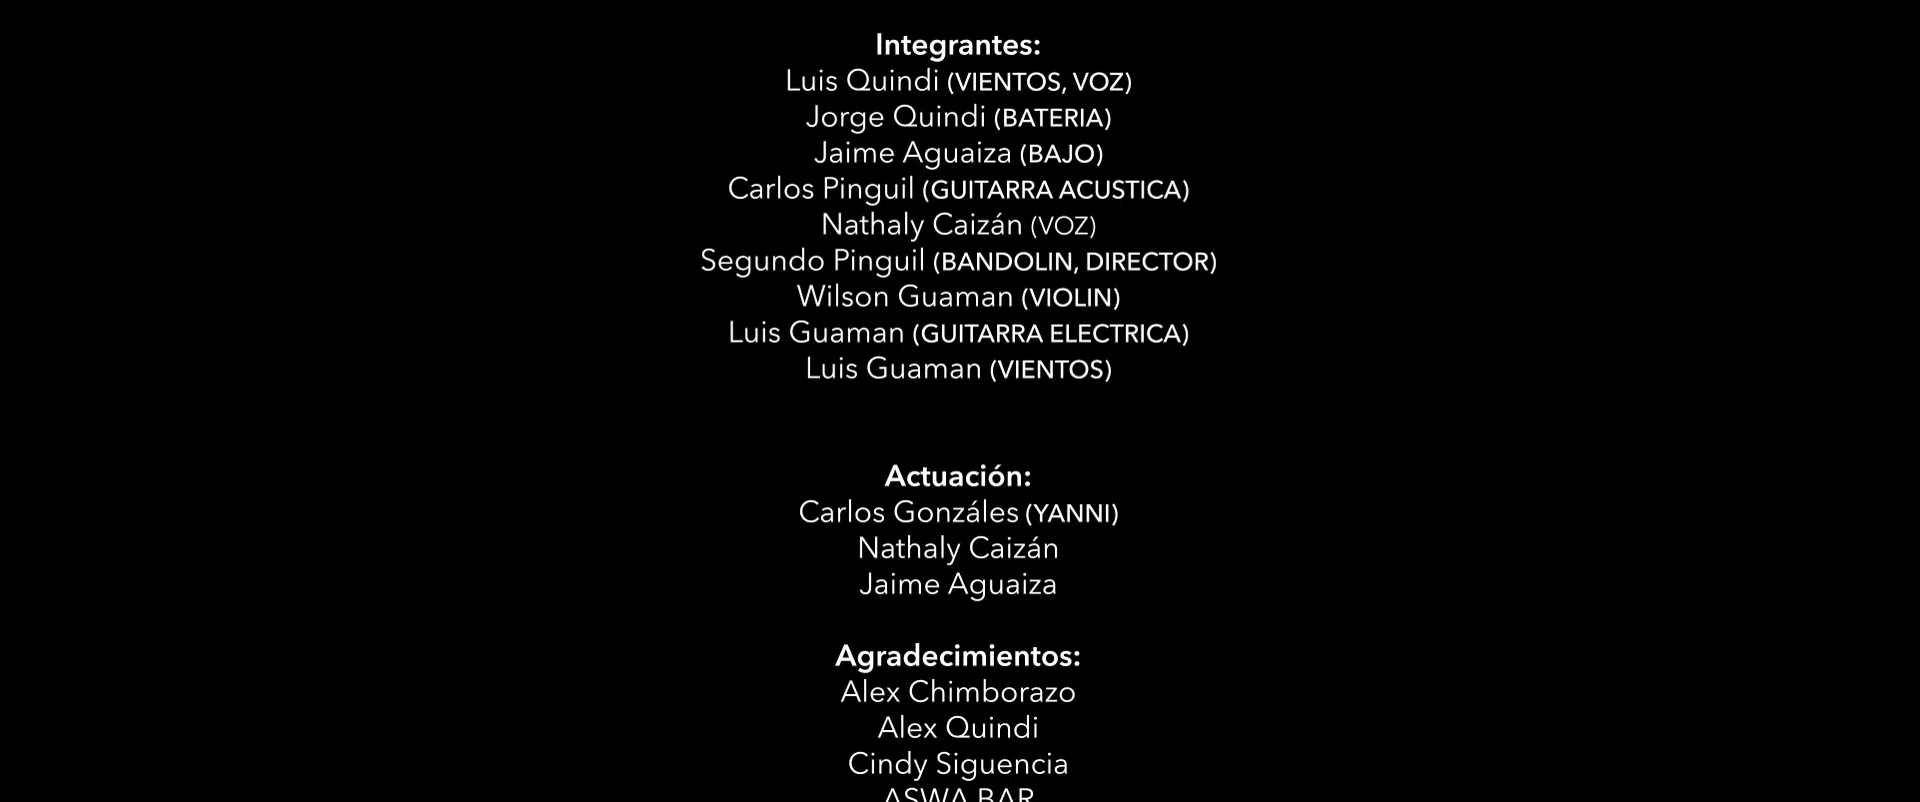 Integrantes:
Luis Quindi (VIENTOS, VOZ)
Jorge Quindi (BATERIA)
Jaime Aguaiza (BAJO)
Carlos Pinguil (GUITARRA ACUSTICA)
Nathaly Caizán (VOZ)
Segundo Pinguil (BANDOLIN, DIRECTOR)
Wilson Guaman (VIOLIN)
Luis Guaman (GUITARRA ELECTRICA)
Luis Guaman (VIENTOS)
Actuación:
Carlos Gonzáles (YANNI)
Nathaly Caizán
Jaime Aguaiza
Agradecimientos:
Alex Chimborazo
Alex Quindi
Cindy Siguencia
ASWA BAR